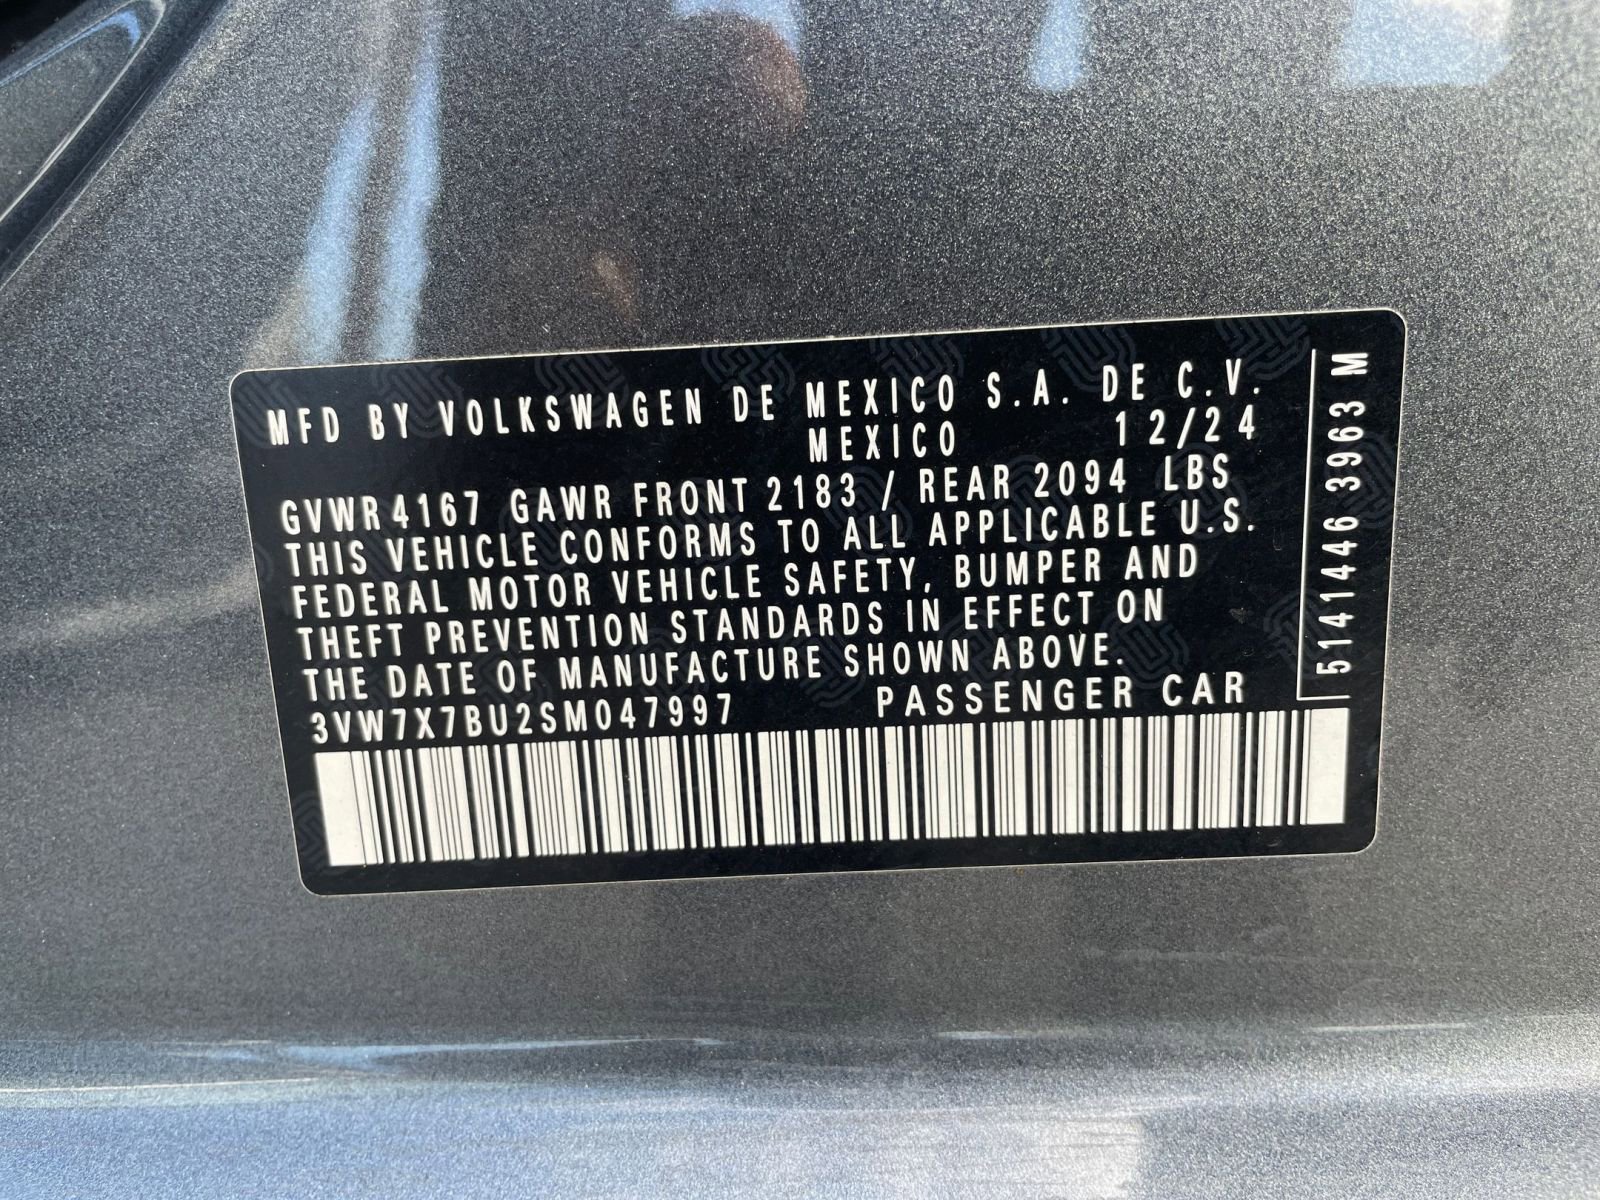 MFD BY VOLKSWAGEN DE MEXICO S.A. DE C.V.
MEXICO 12/24
GVWR 4167 GAWR FRONT 2183 / REAR 2094 LBS
THIS VEHICLE CONFORMS TO ALL APPLICABLE U.S.
FEDERAL MOTOR VEHICLE SAFETY, BUMPER AND
THEFT PREVENTION STANDARDS IN EFFECT ON
THE DATE OF MANUFACTURE SHOWN ABOVE.
3VW7X7BU2SM047997 PASSENGER CAR
5141446 3963 M